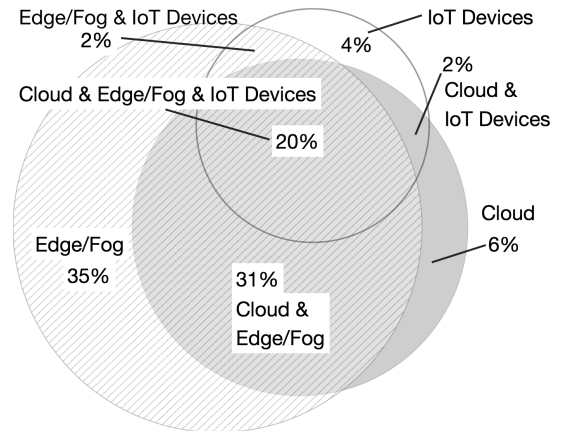 Edge/Fog & IoT Devices
2%
IoT Devices
4%
2%
Cloud &
IoT Devices
Cloud & Edge/Fog & IoT Devices
20%
Cloud
6%
Edge/Fog
35%
31%
Cloud &
Edge/Fog